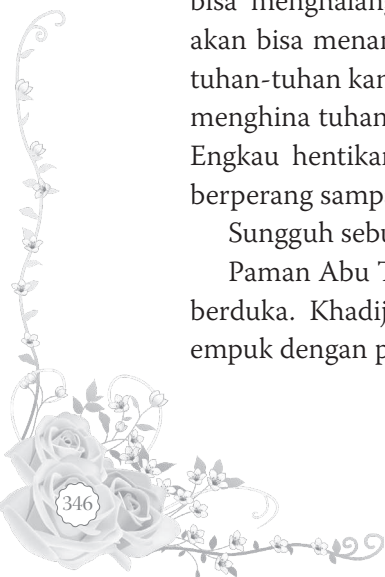 bisa menghalang
akan bisa menar
tuhan-tuhan kam
menghina tuhan
Engkau hentikan
berperang samp
Sungguh sebu
Paman Abu T
berduka. Khadij
empuk dengan p
346